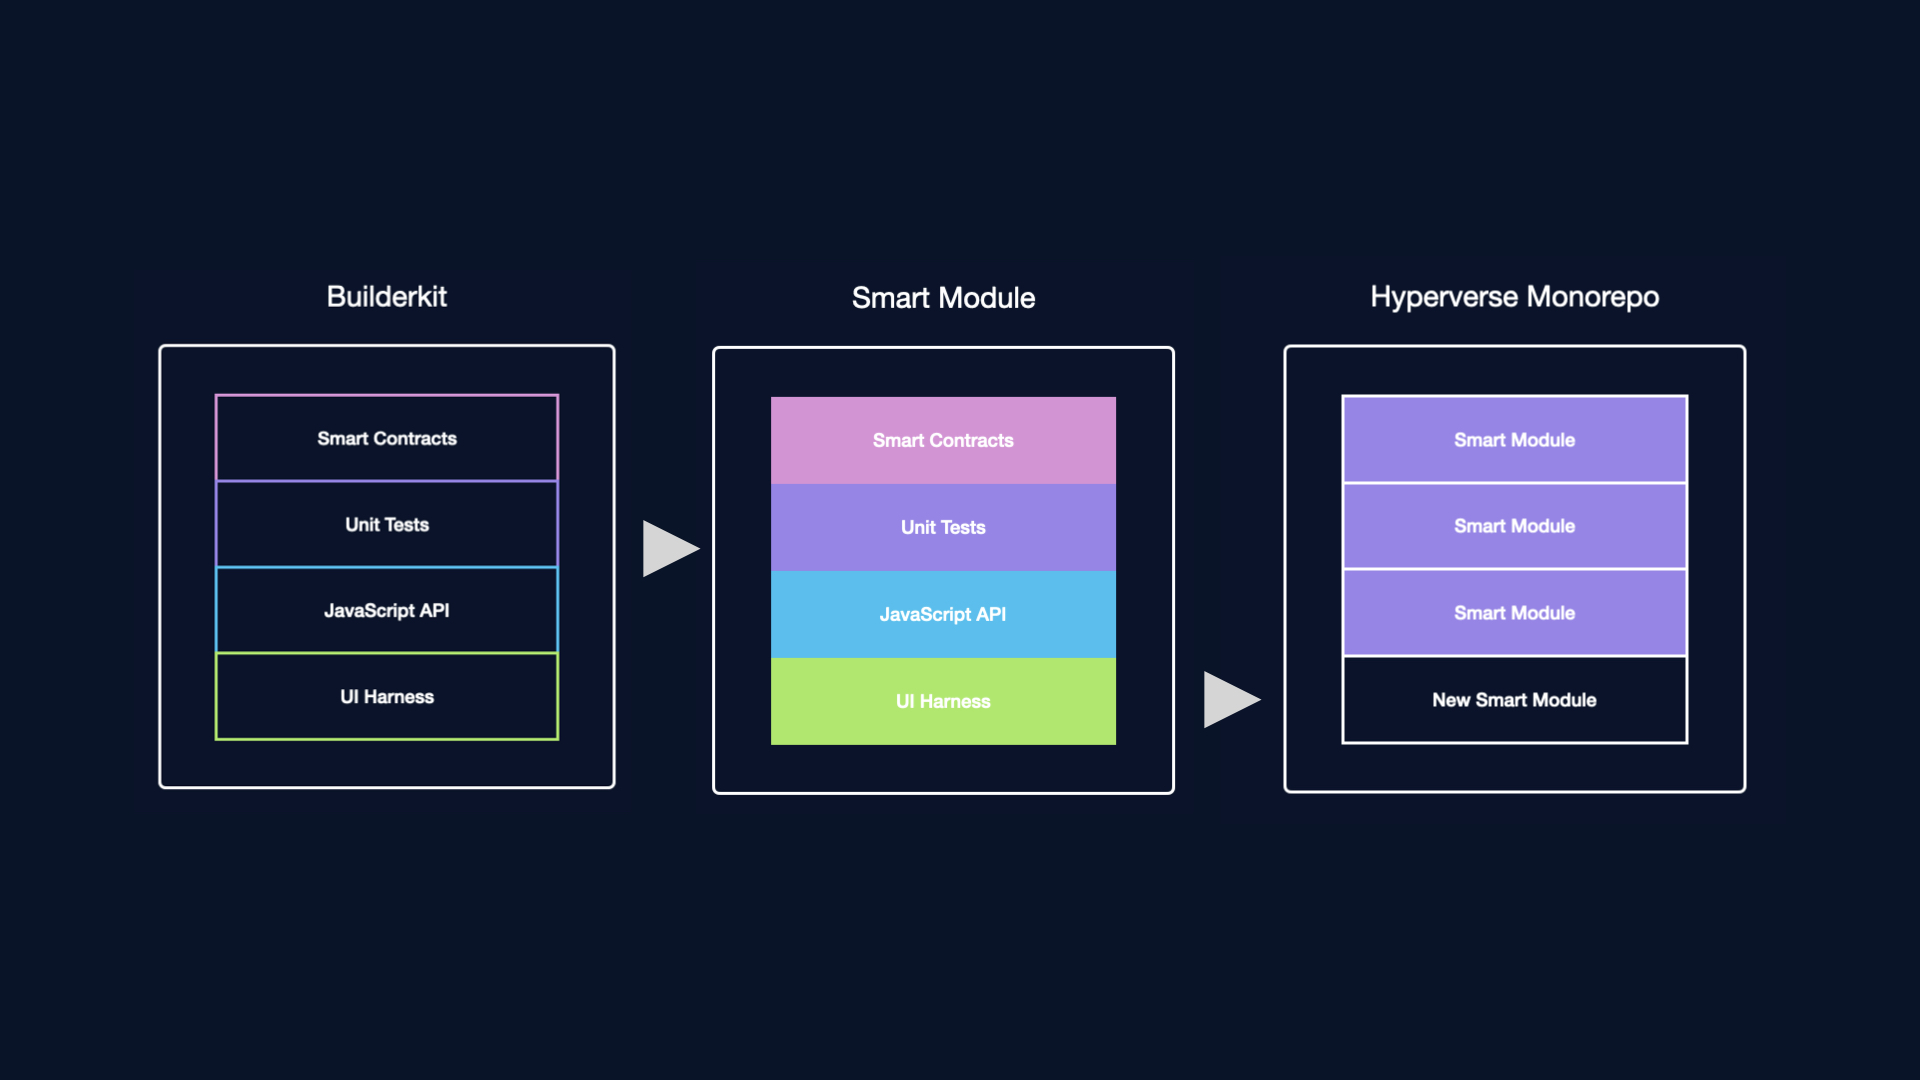 Builderkit
Smart Contracts
Unit Tests
JavaScript API
UI Harness
Smart Module
Smart Contracts
Unit Tests
JavaScript API
UI Harness
Hyperverse Monorepo
Smart Module
Smart Module
Smart Module
New Smart Module